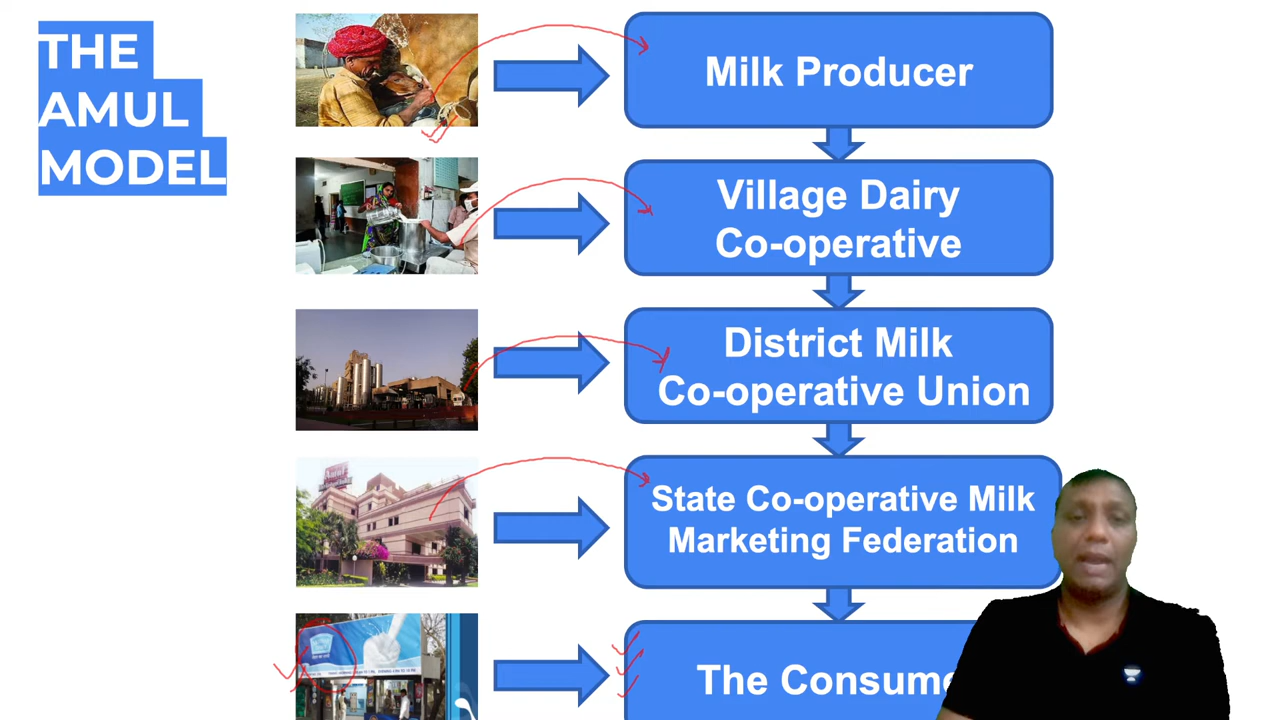 THE
AMUL
MODEL
Milk Producer
Village Dairy
Co-operative
District Milk
Co-operative Union
State Co-operative Milk
Marketing Federation
The Consume